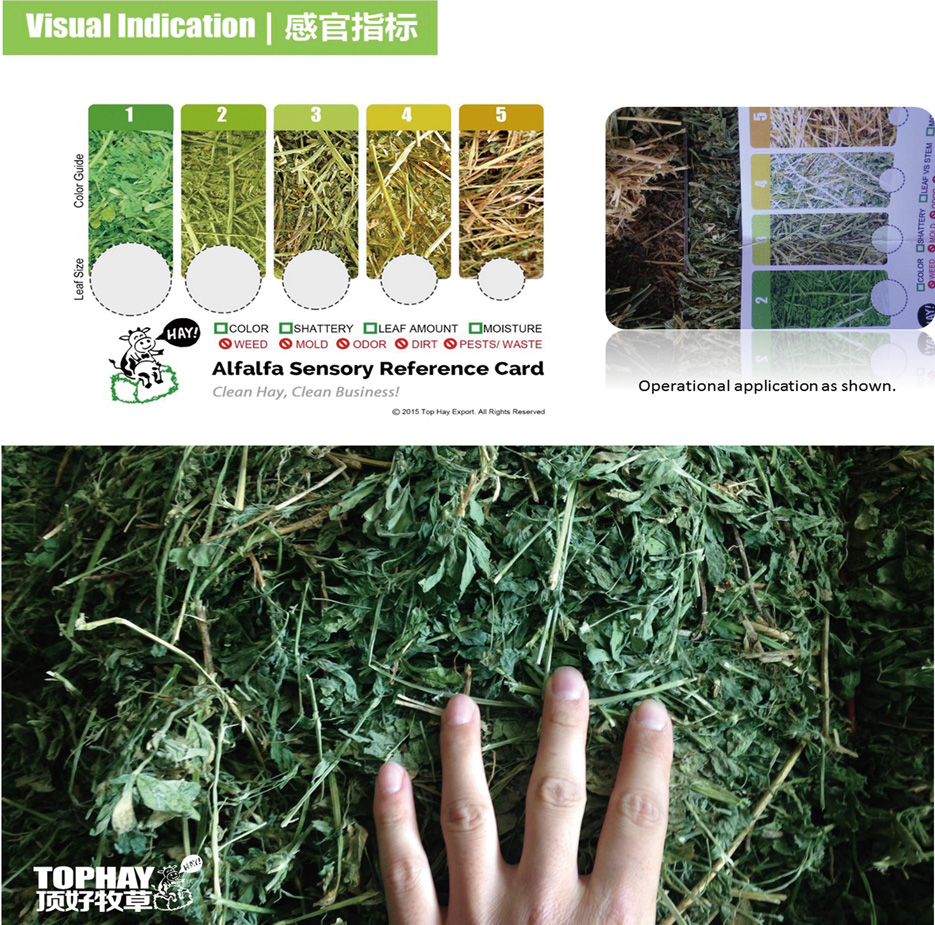 Visual Indication | 感官指标
1 2 3 4 5
Color Guide
Leaf Size
HAY!
COLOR SHATTERY LEAF AMOUNT MOISTURE
WEED MOLD ODOR DIRT PESTS/ WASTE
Alfalfa Sensory Reference Card
Clean Hay, Clean Business!
© 2015 Top Hay Export. All Rights Reserved
5
4
3
2
COLOR SHATTERY LEAF VS STEM
WEED MOLD
Operational application as shown.
TOPHAY
HAY!
顶好牧草